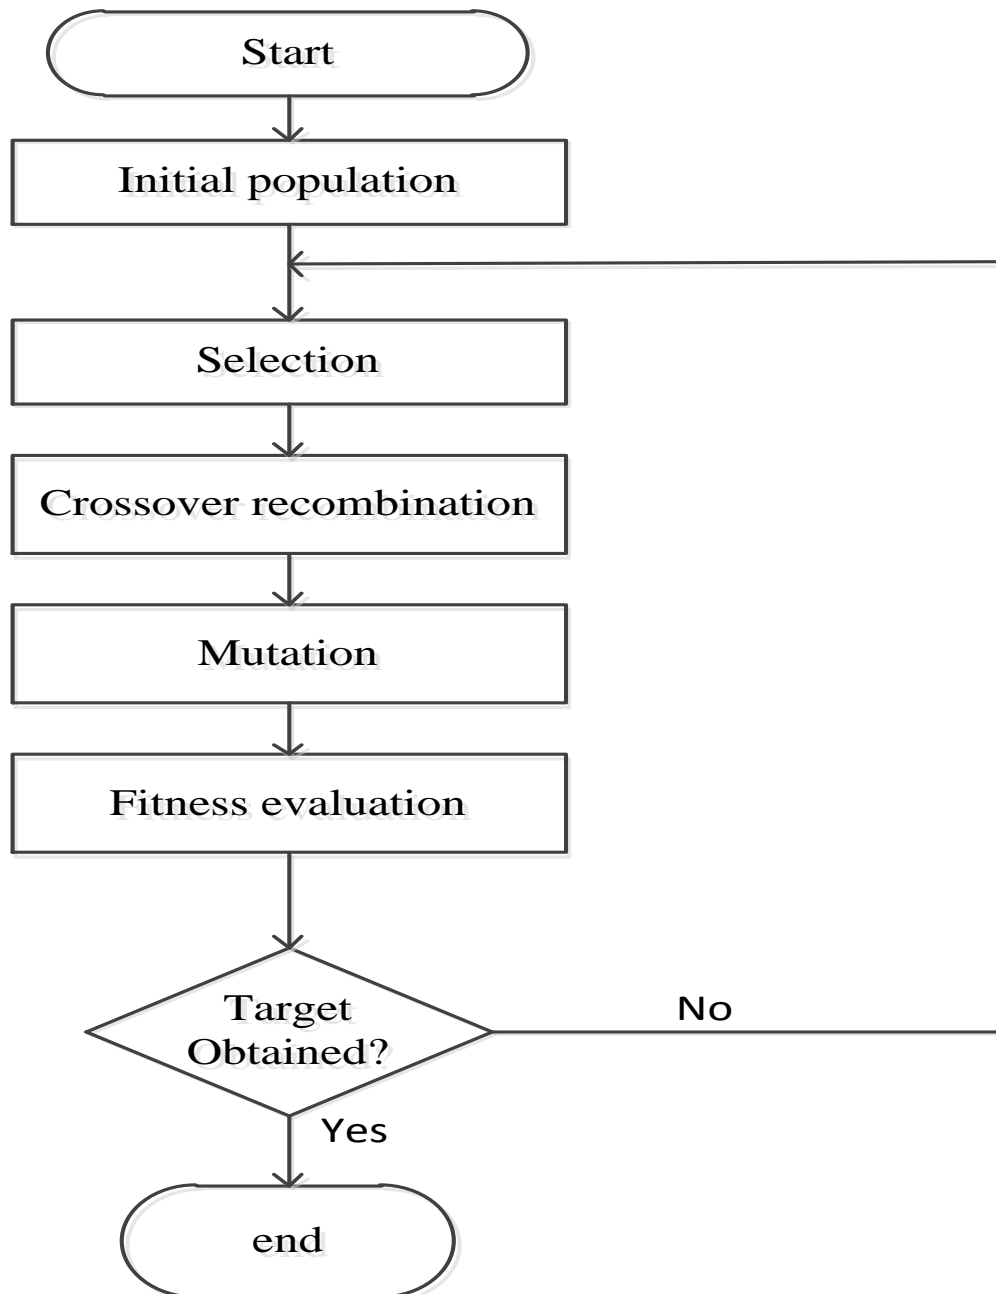 Start
Initial population
Selection
Crossover recombination
Mutation
Fitness evaluation
Target
Obtained?
No
Yes
end